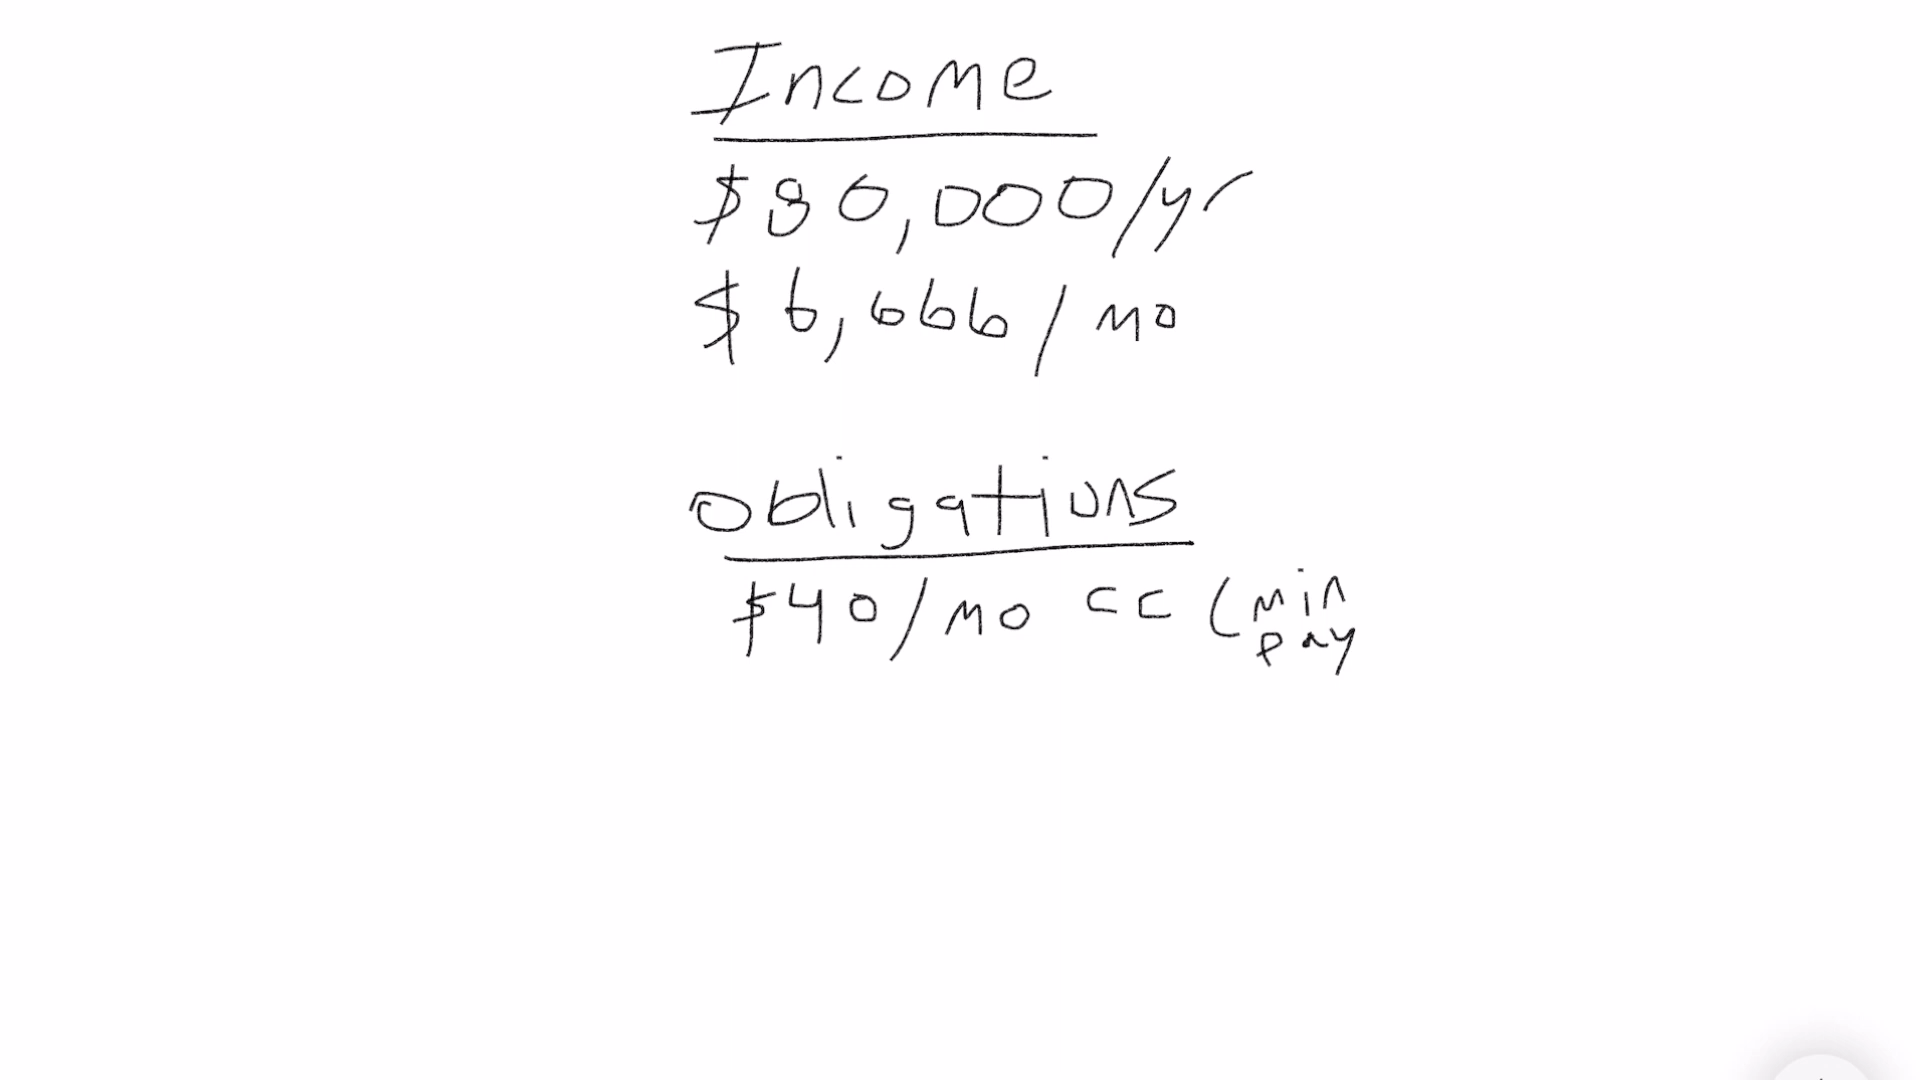 Income
$80,000/yr
$6,666/mo
obligations
$40/mo cc (min
pay